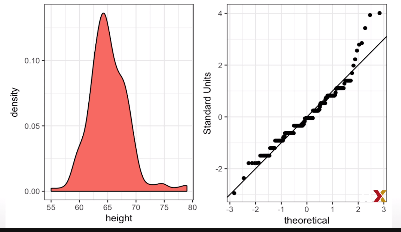 density
0.10
0.05
0.00
55 60 65 70 75 80
height
Standard Units
4
2
0
-2
-3 -2 -1 0 1 2 3
theoretical
X